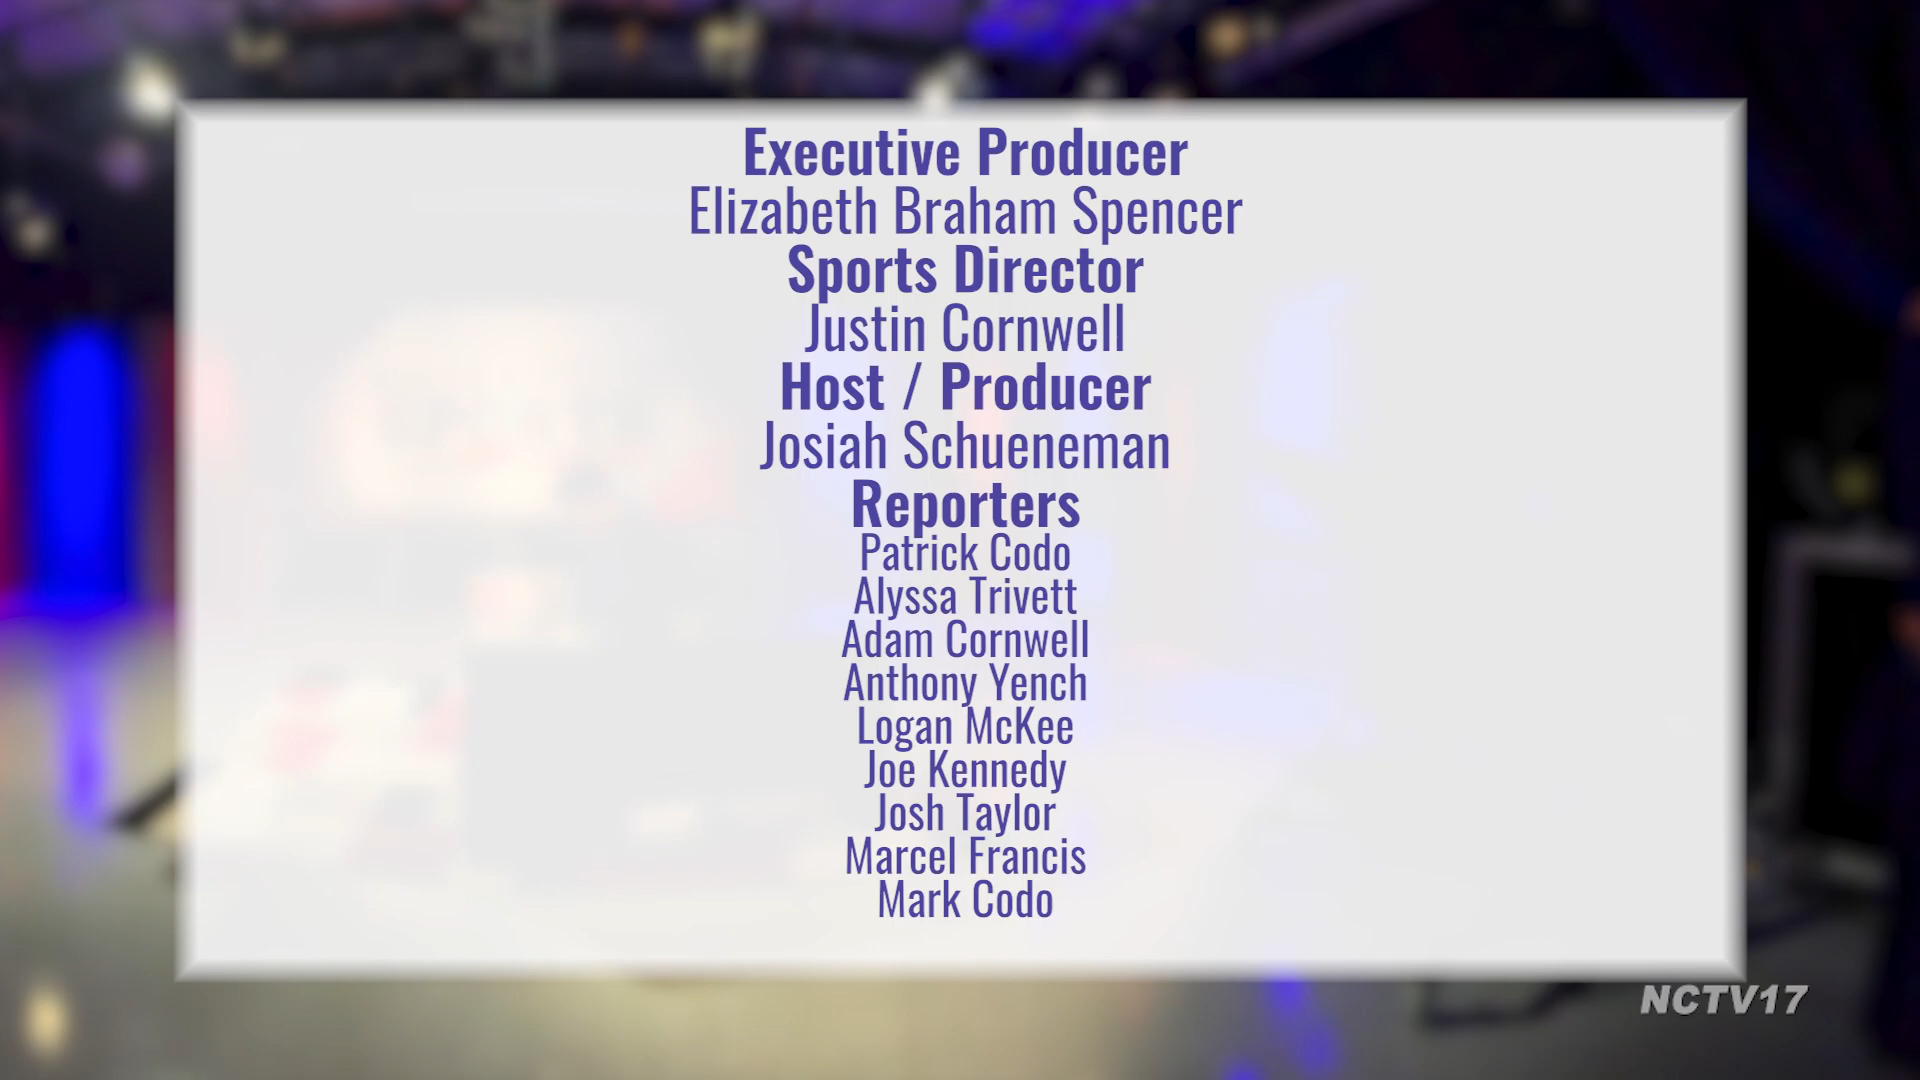 Executive Producer
Elizabeth Braham Spencer
Sports Director
Justin Cornwell
Host / Producer
Josiah Schueneman
Reporters
Patrick Codo
Alyssa Trivett
Adam Cornwell
Anthony Yench
Logan McKee
Joe Kennedy
Josh Taylor
Marcel Francis
Mark Codo
NCTV17